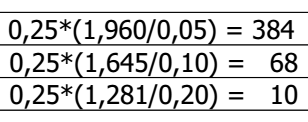 0,25*(1,960/0,05) = 384
0,25*(1,645/0,10) = 68
0,25*(1,281/0,20) = 10